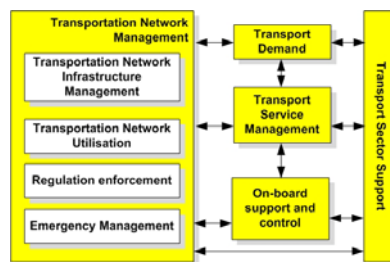 Transportation Network
Management
Transportation Network
Infrastructure
Management
Transportation Network
Utilisation
Regulation enforcement
Emergency Management
Transport
Demand
Transport
Service
Management
On-board
support and
control
Transport Sector Support